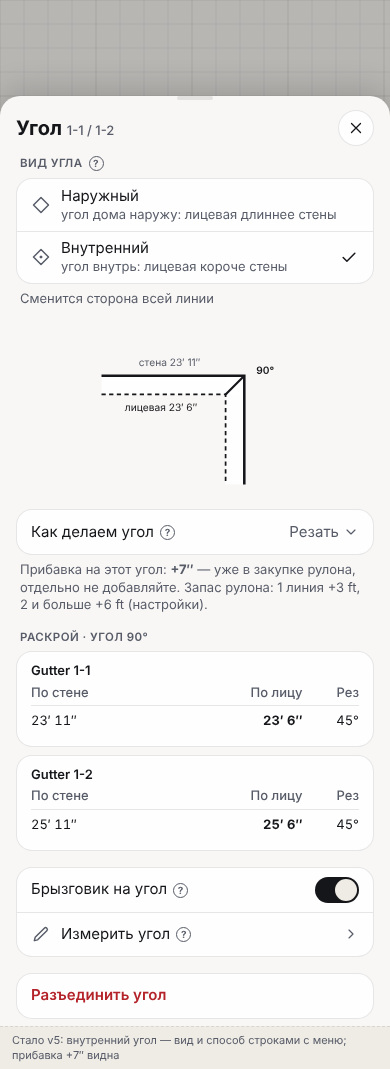 Угол 1-1 / 1-2
ВИД УГЛА ?
Наружный
угол дома наружу: лицевая длиннее стены
Внутренний
угол внутрь: лицевая короче стены
Сменится сторона всей линии
стена 23′ 11″
90°
лицевая 23′ 6″
Как делаем угол ? Резать
Прибавка на этот угол: +7″ — уже в закупке рулона,
отдельно не добавляйте. Запас рулона: 1 линия +3 ft,
2 и больше +6 ft (настройки).
РАСКРОЙ · УГОЛ 90°
Gutter 1-1
По стене По лицу Рез
23′ 11″ 23′ 6″ 45°
Gutter 1-2
По стене По лицу Рез
25′ 11″ 25′ 6″ 45°
Брызговик на угол ?
Измерить угол ?
Разъединить угол
Стало v5: внутренний угол — вид и способ строками с меню;
прибавка +7″ видна